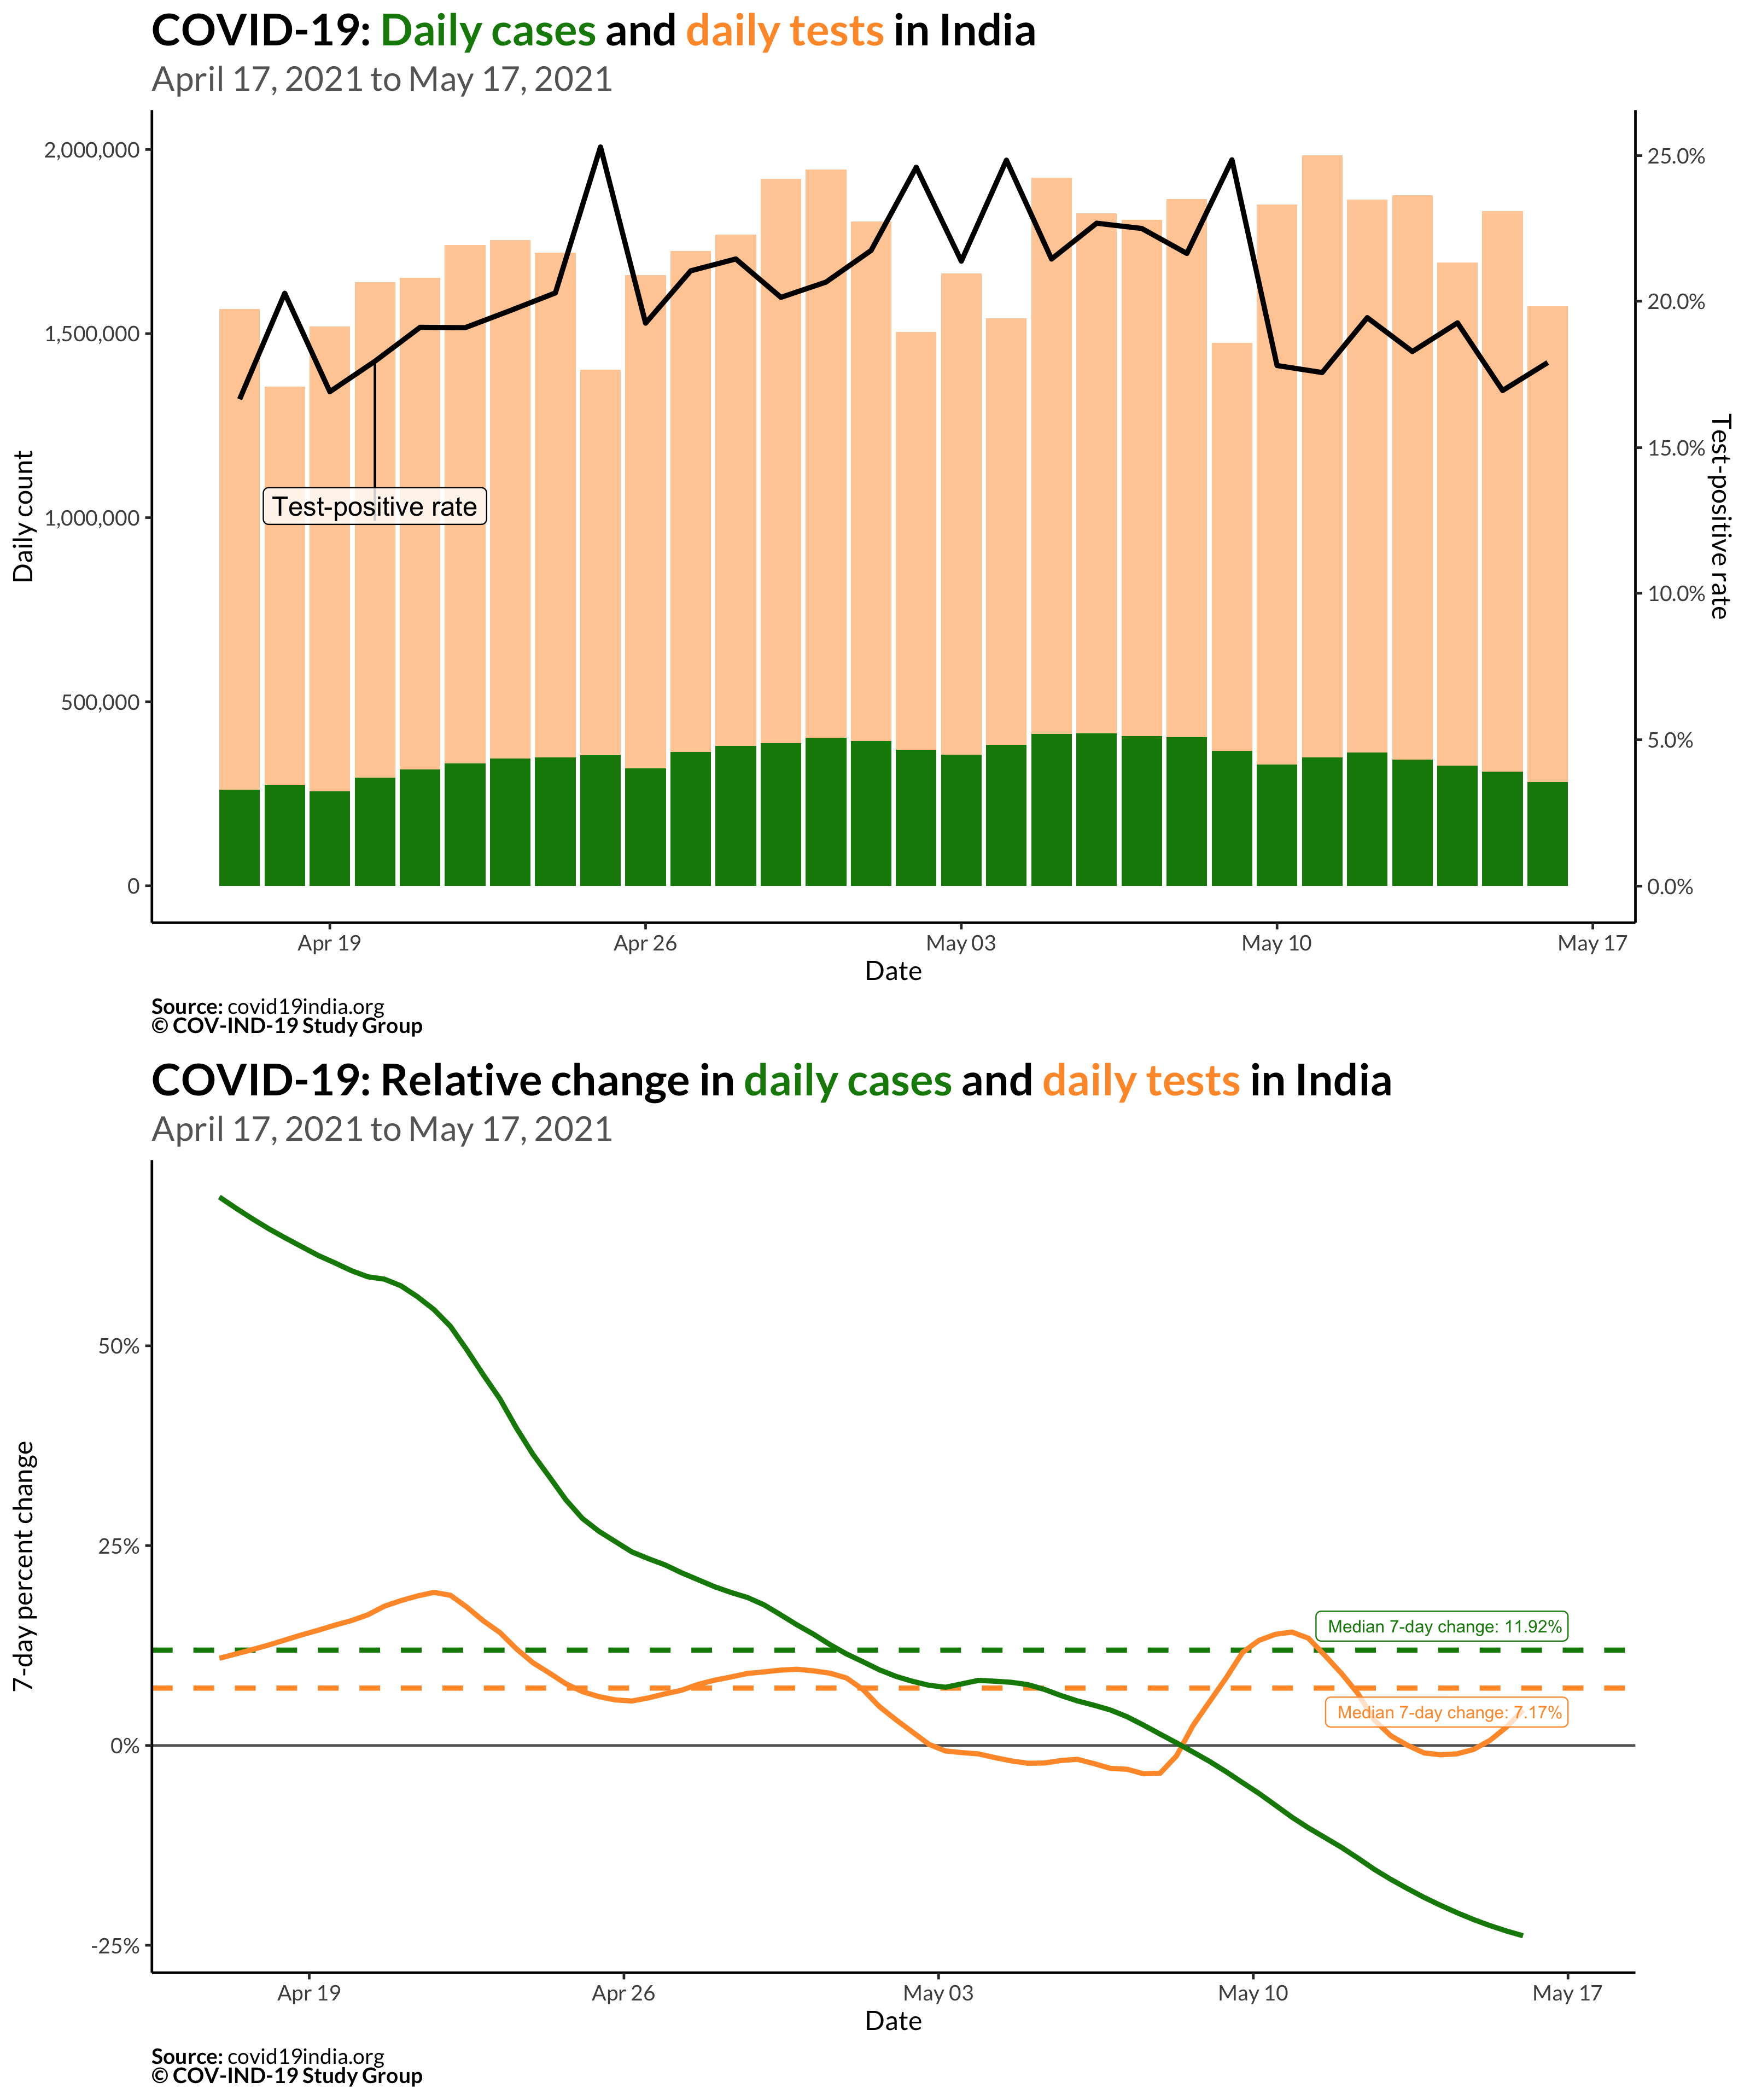 COVID-19: Daily cases and daily tests in India
April 17, 2021 to May 17, 2021
2,000,000
1,500,000
1,000,000
500,000
0
Daily count
Test-positive rate
25.0%
20.0%
15.0%
10.0%
5.0%
0.0%
Test-positive rate
Apr 19
Apr 26
May 03
May 10
May 17
Date
Source: covid19india.org
© COV-IND-19 Study Group
COVID-19: Relative change in daily cases and daily tests in India
April 17, 2021 to May 17, 2021
50%
25%
0%
-25%
7-day percent change
Median 7-day change: 11.92%
Median 7-day change: 7.17%
Apr 19
Apr 26
May 03
May 10
May 17
Date
Source: covid19india.org
© COV-IND-19 Study Group